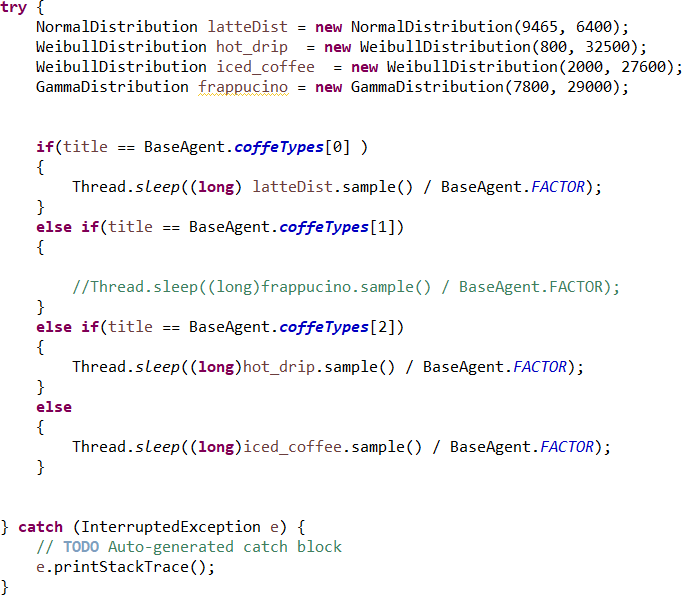 try {
    NormalDistribution latteDist = new NormalDistribution(9465, 6400);
    WeibullDistribution hot_drip  = new WeibullDistribution(800, 32500);
    WeibullDistribution iced_coffee  = new WeibullDistribution(2000, 27600);
    GammaDistribution frappucino = new GammaDistribution(7800, 29000);


    if(title == BaseAgent.coffeTypes[0] )
    {
        Thread.sleep((long) latteDist.sample() / BaseAgent.FACTOR);
    }
    else if(title == BaseAgent.coffeTypes[1])
    {

        //Thread.sleep((long)frappucino.sample() / BaseAgent.FACTOR);
    }
    else if(title == BaseAgent.coffeTypes[2])
    {
        Thread.sleep((long)hot_drip.sample() / BaseAgent.FACTOR);
    }
    else
    {
        Thread.sleep((long)iced_coffee.sample() / BaseAgent.FACTOR);
    }


} catch (InterruptedException e) {
    // TODO Auto-generated catch block
    e.printStackTrace();
}